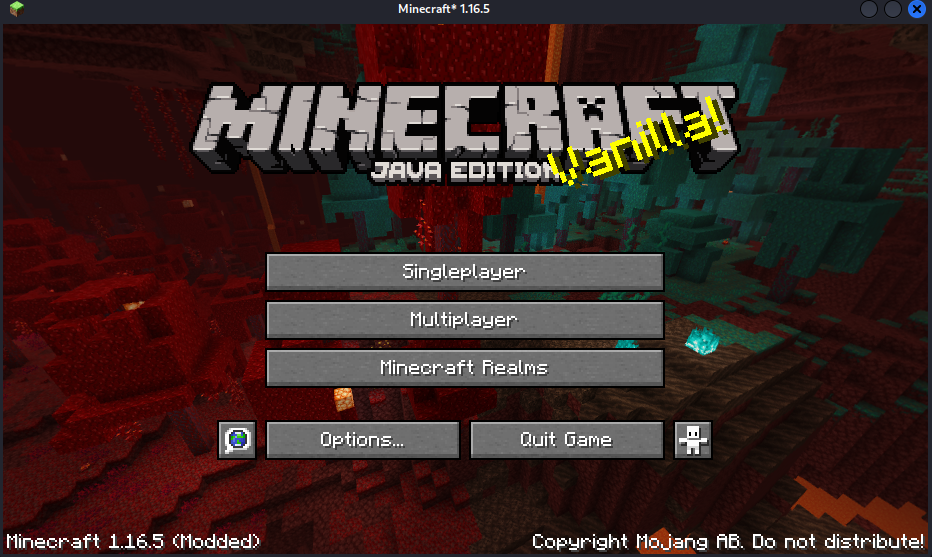 Minecraft* 1.16.5
MINECRAFT
JAVA EDITION
Vanilla!
Singleplayer
Multiplayer
Minecraft Realms
Options...
Quit Game
Minecraft 1.16.5 (Modded)
Copyright Mojang AB. Do not distribute!